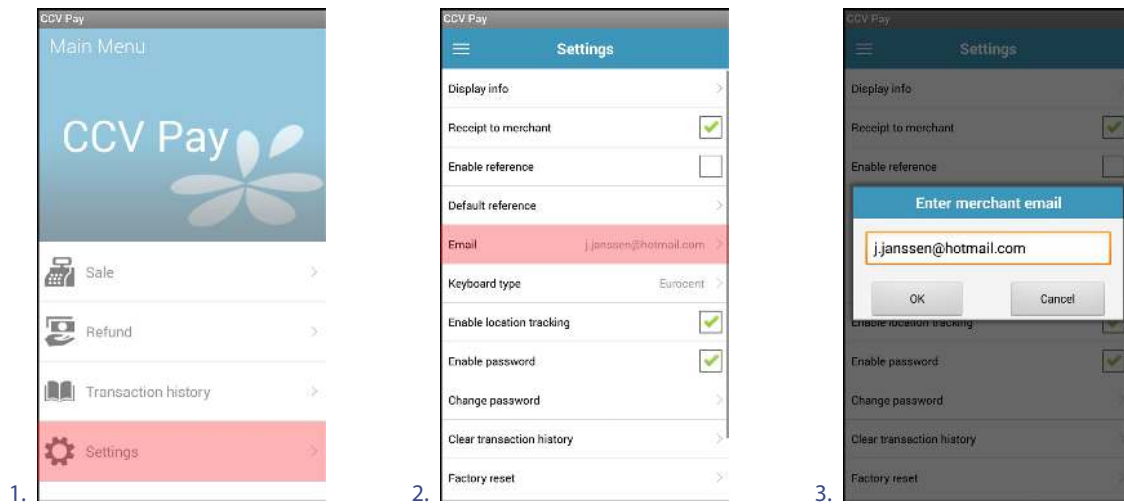 CCV Pay
Main Menu
CCV Pay
Sale
Refund
Transaction history
Settings
1.
CCV Pay
Settings
Display info
Receipt to merchant
Enable reference
Default reference
Email j.janssen@hotmail.com
Keyboard type Eurocent
Enable location tracking
Enable password
Change password
Clear transaction history
Factory reset
2.
CCV Pay
Settings
Display info
Receipt to merchant
Enable reference
Enter merchant email
j.janssen@hotmail.com
OK Cancel
Enable location tracking
Enable password
Change password
Clear transaction history
Factory reset
3.